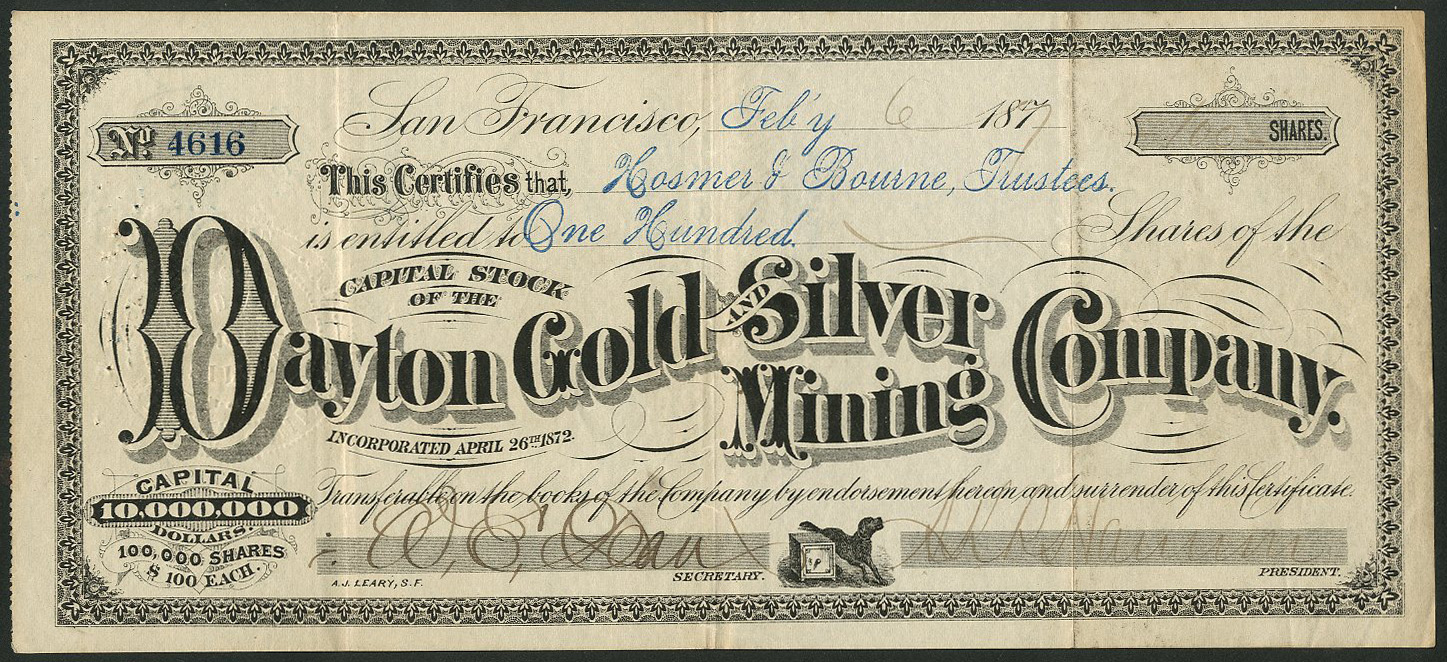 San Francisco, Feb'y 6 1877
No. 4616
SHARES.
This Certifies that, Hosmer & Bourne, Trustees.
is entitled to One Hundred Shares of the
CAPITAL STOCK
OF THE
Dayton Gold AND Silver
Mining Company.
INCORPORATED APRIL 26TH 1872.
CAPITAL
10,000,000
DOLLARS.
100,000 SHARES
$100 EACH.
Transferable on the books of the Company by endorsement hereon and surrender of this Certificate.
A.J. LEARY, S.F.
SECRETARY.
PRESIDENT.